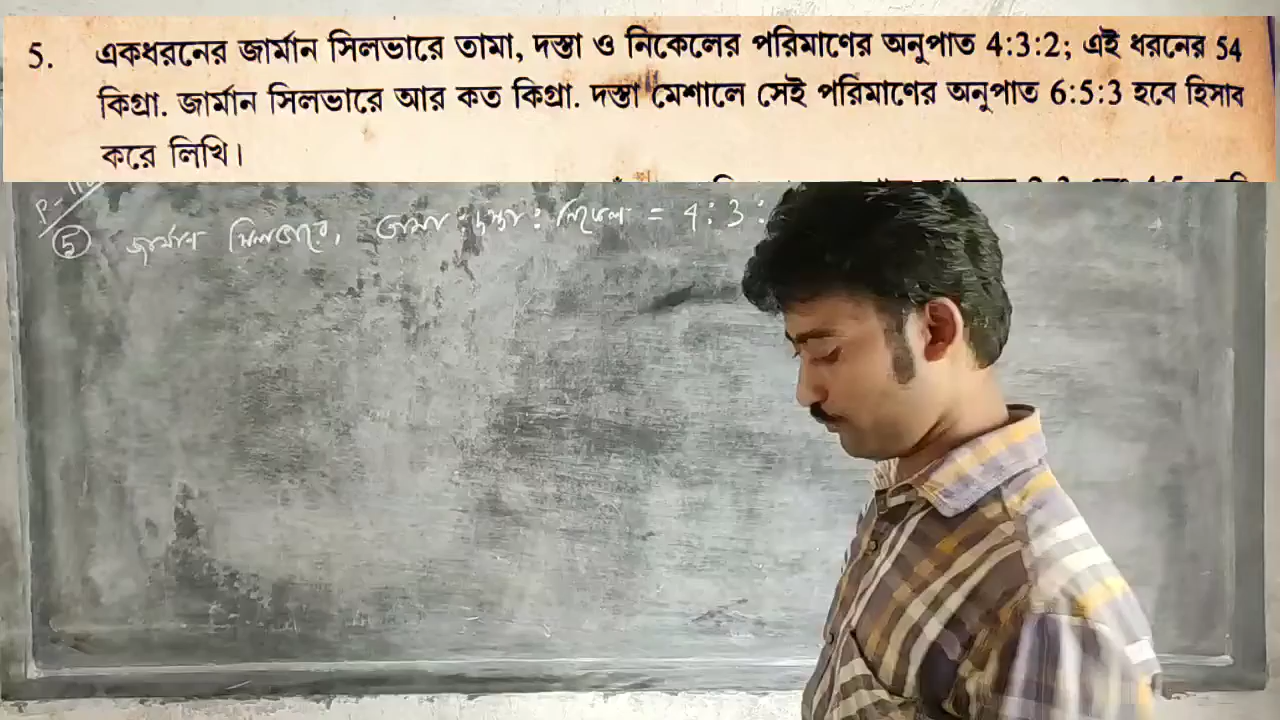 5. একধরনের জার্মান সিলভারে তামা, দস্তা ও নিকেলের পরিমাণের অনুপাত 4:3:2; এই ধরনের 54
কিগ্রা. জার্মান সিলভারে আর কত কিগ্রা. দস্তা মেশালে সেই পরিমাণের অনুপাত 6:5:3 হবে হিসাব
করে লিখি।
5 জার্মান সিলভারে, তামা : দস্তা : নিকেল = 4:3: